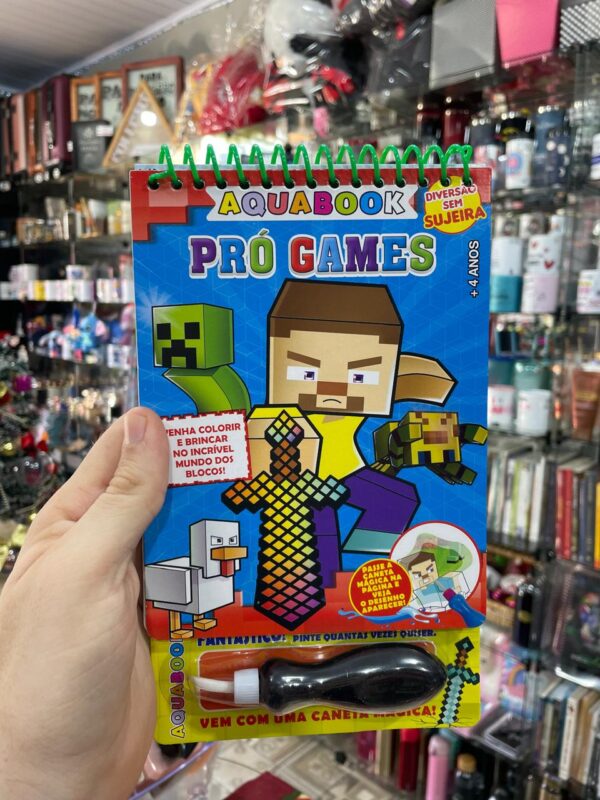 AQUABOOK
DIVERSÃO
SEM
SUJEIRA
PRÓ GAMES
+ 4 ANOS
VENHA COLORIR
E BRINCAR
NO INCRÍVEL
MUNDO DOS
BLOCOS!
PASSE A
CANETA
MÁGICA NA
PÁGINA E
VEJA
O DESENHO
APARECER!
FANTÁSTICO! PINTE QUANTAS VEZES QUISER.
AQUABOOK
VEM COM UMA CANETA MÁGICA!